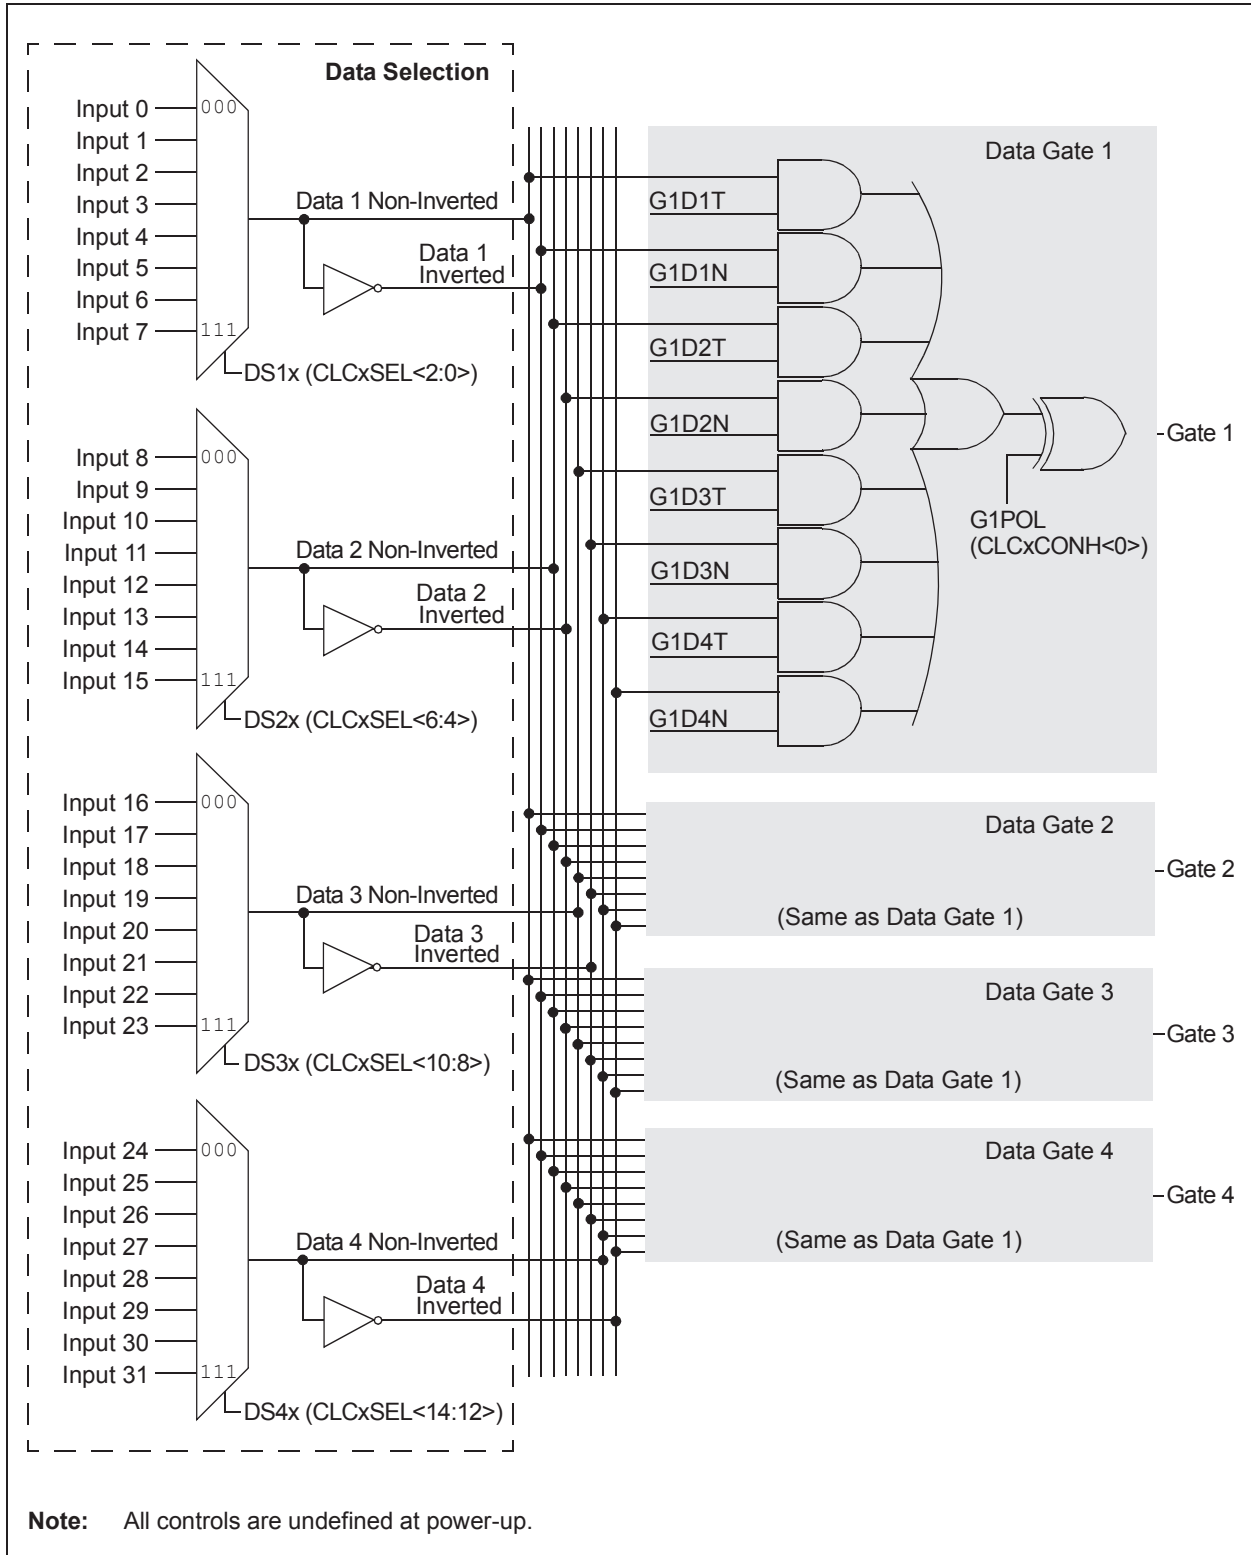 Data Selection
Input 0
000
Input 1
Input 2
Input 3
Input 4
Input 5
Input 6
Input 7
111
Data 1 Non-Inverted
Data 1
Inverted
DS1x (CLCxSEL<2:0>)
Input 8
000
Input 9
Input 10
Input 11
Input 12
Input 13
Input 14
Input 15
111
Data 2 Non-Inverted
Data 2
Inverted
DS2x (CLCxSEL<6:4>)
Input 16
000
Input 17
Input 18
Input 19
Input 20
Input 21
Input 22
Input 23
111
Data 3 Non-Inverted
Data 3
Inverted
DS3x (CLCxSEL<10:8>)
Input 24
000
Input 25
Input 26
Input 27
Input 28
Input 29
Input 30
Input 31
111
Data 4 Non-Inverted
Data 4
Inverted
DS4x (CLCxSEL<14:12>)
Data Gate 1
G1D1T
G1D1N
G1D2T
G1D2N
G1D3T
G1D3N
G1D4T
G1D4N
G1POL
(CLCxCONH<0>)
Gate 1
Data Gate 2
(Same as Data Gate 1)
Gate 2
Data Gate 3
(Same as Data Gate 1)
Gate 3
Data Gate 4
(Same as Data Gate 1)
Gate 4
Note: All controls are undefined at power-up.